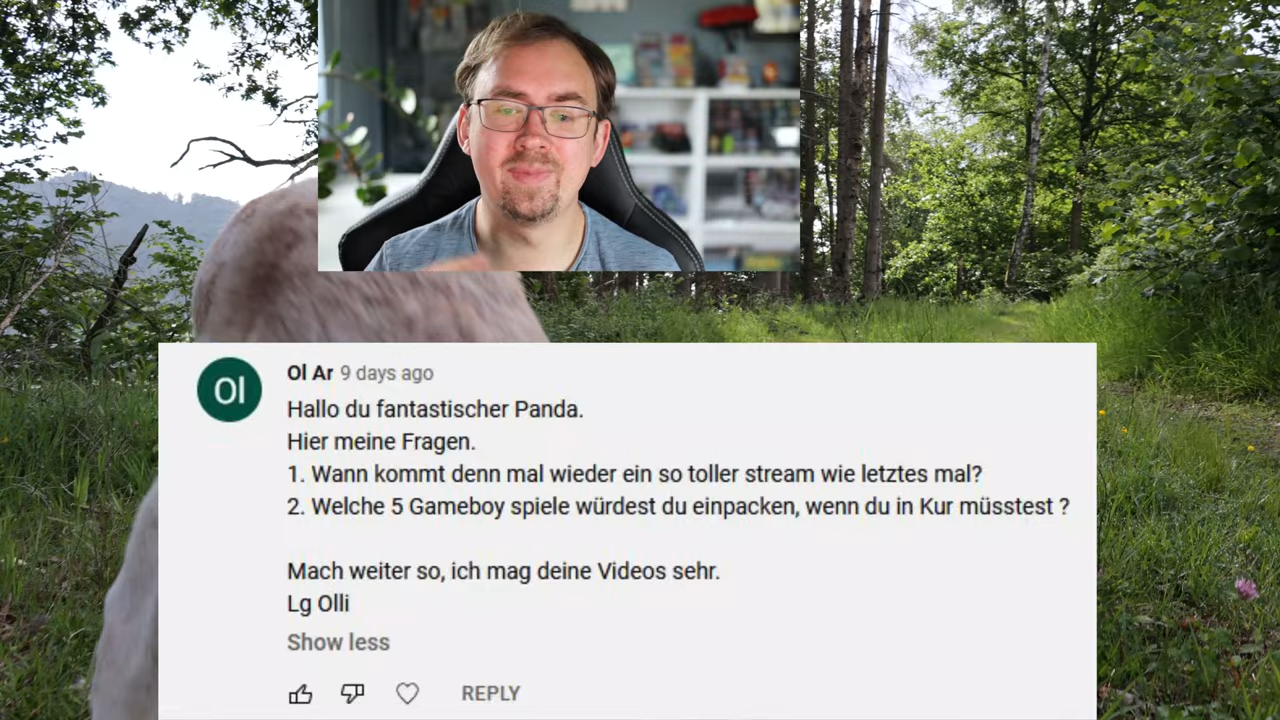 Ol
Ol Ar 9 days ago
Hallo du fantastischer Panda.
Hier meine Fragen.
1. Wann kommt denn mal wieder ein so toller stream wie letztes mal?
2. Welche 5 Gameboy spiele würdest du einpacken, wenn du in Kur müsstest ?
Mach weiter so, ich mag deine Videos sehr.
Lg Olli
Show less
REPLY